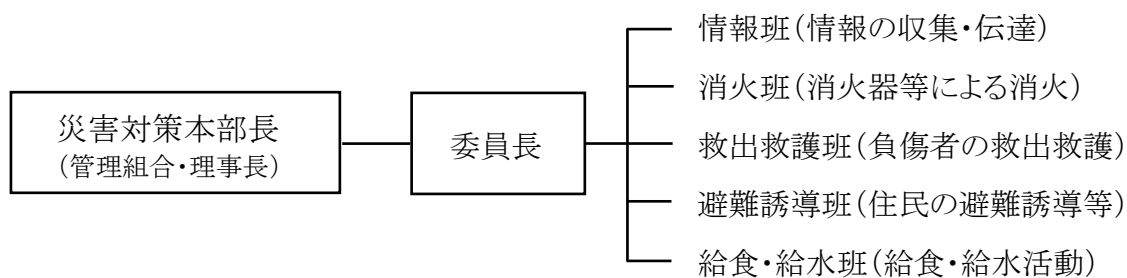 災害対策本部長
(管理組合・理事長)
委員長
情報班(情報の収集・伝達)
消火班(消火器等による消火)
救出救護班(負傷者の救出救護)
避難誘導班(住民の避難誘導等)
給食・給水班(給食・給水活動)